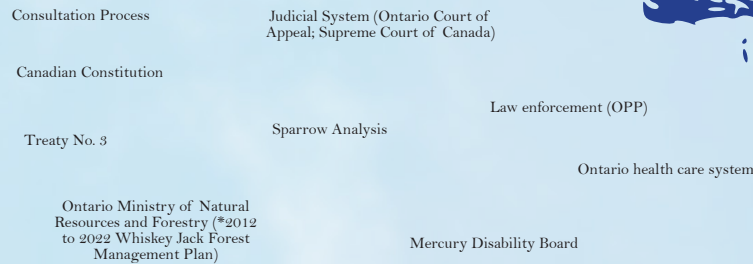 Consultation Process
Judicial System (Ontario Court of
Appeal; Supreme Court of Canada)
Canadian Constitution
Law enforcement (OPP)
Sparrow Analysis
Treaty No. 3
Ontario health care system
Ontario Ministry of Natural
Resources and Forestry (*2012
to 2022 Whiskey Jack Forest
Management Plan)
Mercury Disability Board